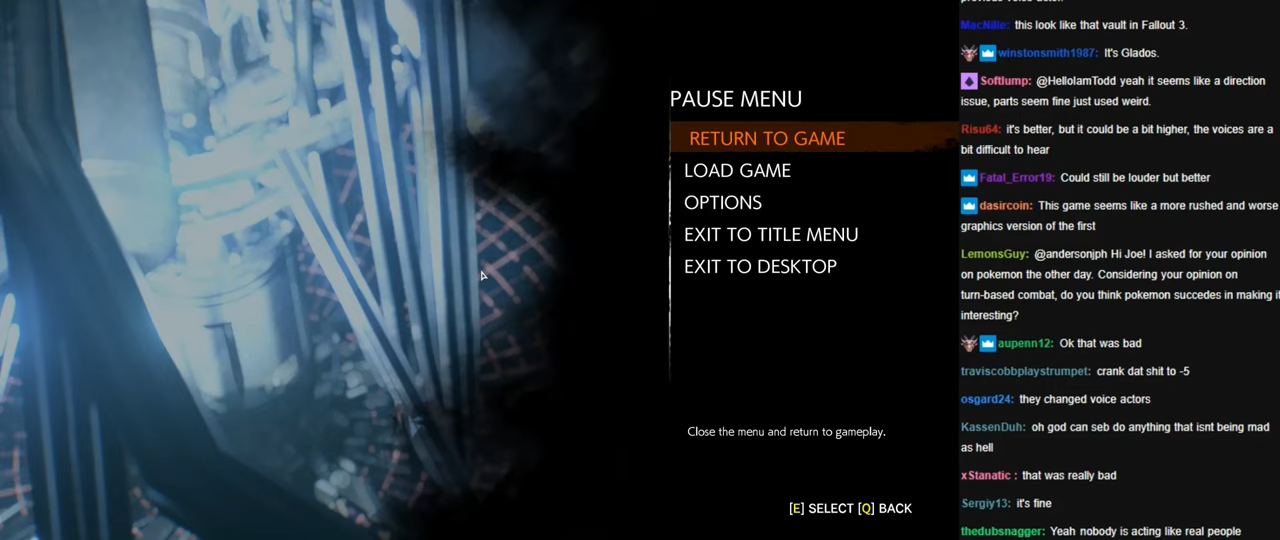 PAUSE MENU
RETURN TO GAME
LOAD GAME
OPTIONS
EXIT TO TITLE MENU
EXIT TO DESKTOP
Close the menu and return to gameplay.
[E] SELECT [Q] BACK
MacNille: this look like that vault in Fallout 3.
winstonsmith1987: It's Glados.
Softlump: @HelloIamTodd yeah it seems like a direction
issue, parts seem fine just used weird.
Risu64: it's better, but it could be a bit higher, the voices are a
bit difficult to hear
Fatal_Error19: Could still be louder but better
dasircoin: This game seems like a more rushed and worse
graphics version of the first
LemonsGuy: @andersonjph Hi Joe! I asked for your opinion
on pokemon the other day. Considering your opinion on
turn-based combat, do you think pokemon succedes in making it
interesting?
aupenn12: Ok that was bad
traviscobbplaystrumpet: crank dat shit to -5
osgard24: they changed voice actors
KassenDuh: oh god can seb do anything that isnt being mad
as hell
xStanatic : that was really bad
Sergiy13: it's fine
thedubsnagger: Yeah nobody is acting like real people